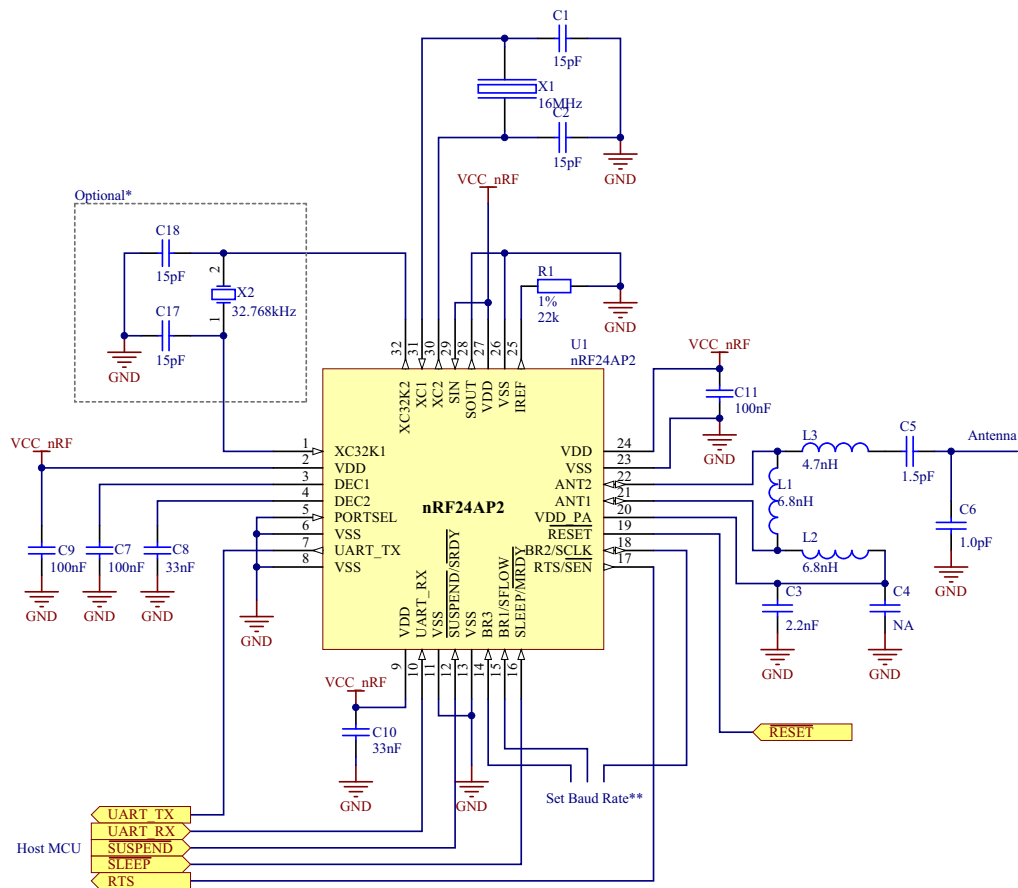 C1
15pF
X1
16MHz
C2
15pF
GND
VCC_nRF
Optional*
C18
15pF
2
X2
32.768kHz
1
C17
15pF
GND
R1
1%
22k
GND
U1
nRF24AP2
32
31
30
29
28
27
26
25
XC32K2
XC1
XC2
SIN
SOUT
VDD
VSS
IREF
VCC_nRF
C11
100nF
GND
VCC_nRF
1
2
3
4
5
6
7
8
XC32K1
VDD
DEC1
DEC2
PORTSEL
VSS
UART_TX
VSS
nRF24AP2
VDD
VSS
ANT2
ANT1
VDD_PA
RESET
BR2/SCLK
RTS/SEN
24
23
22
21
20
19
18
17
L3
4.7nH
C5
1.5pF
Antenna
L1
6.8nH
L2
6.8nH
C6
1.0pF
GND
C3
2.2nF
GND
C4
NA
GND
C9
100nF
GND
C7
100nF
GND
C8
33nF
GND
GND
VDD
UART_RX
VSS
SUSPEND/SRDY
VSS
BR3
BR1/SFLOW
SLEEP/MRDY
9
10
11
12
13
14
15
16
VCC_nRF
C10
33nF
GND
GND
Set Baud Rate**
RESET
Host MCU
UART_TX
UART_RX
SUSPEND
SLEEP
RTS